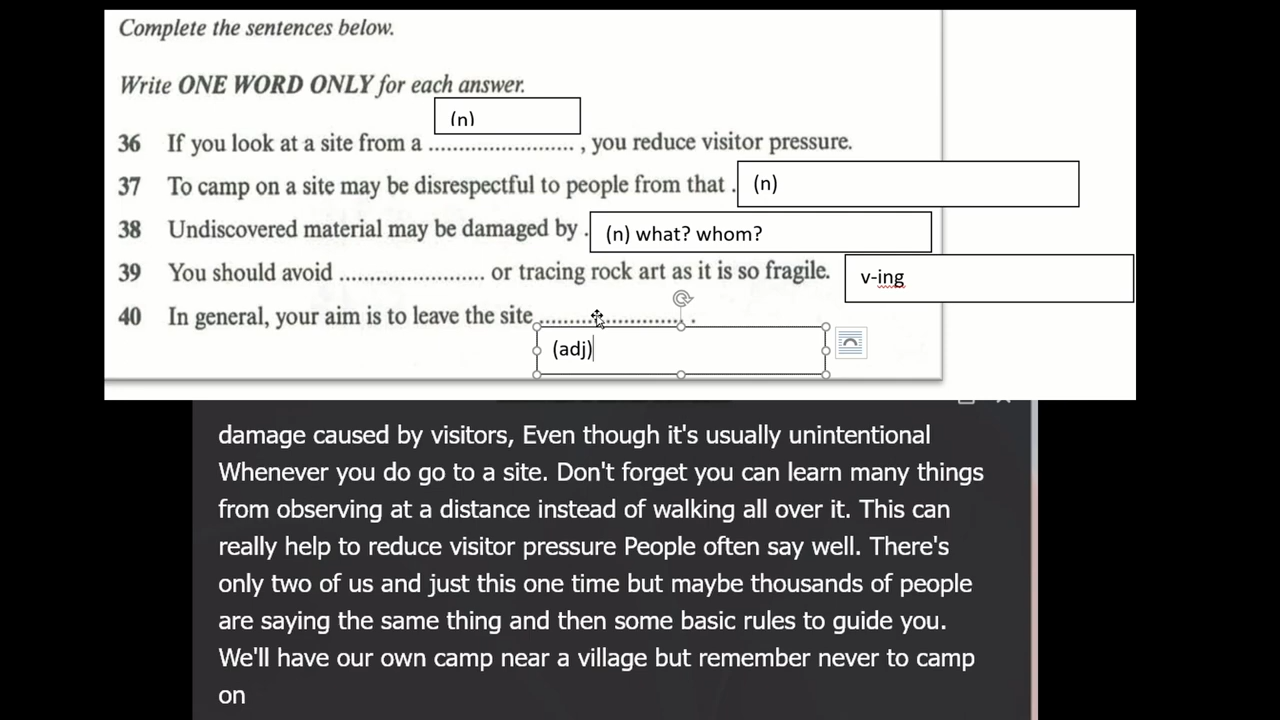 Complete the sentences below.
Write ONE WORD ONLY for each answer.
(n)
36 If you look at a site from a ........................ , you reduce visitor pressure.
37 To camp on a site may be disrespectful to people from that . (n)
38 Undiscovered material may be damaged by . (n) what? whom?
39 You should avoid ........................ or tracing rock art as it is so fragile. v-ing
40 In general, your aim is to leave the site ........................ .
(adj)
damage caused by visitors, Even though it's usually unintentional
Whenever you do go to a site. Don't forget you can learn many things
from observing at a distance instead of walking all over it. This can
really help to reduce visitor pressure People often say well. There's
only two of us and just this one time but maybe thousands of people
are saying the same thing and then some basic rules to guide you.
We'll have our own camp near a village but remember never to camp
on